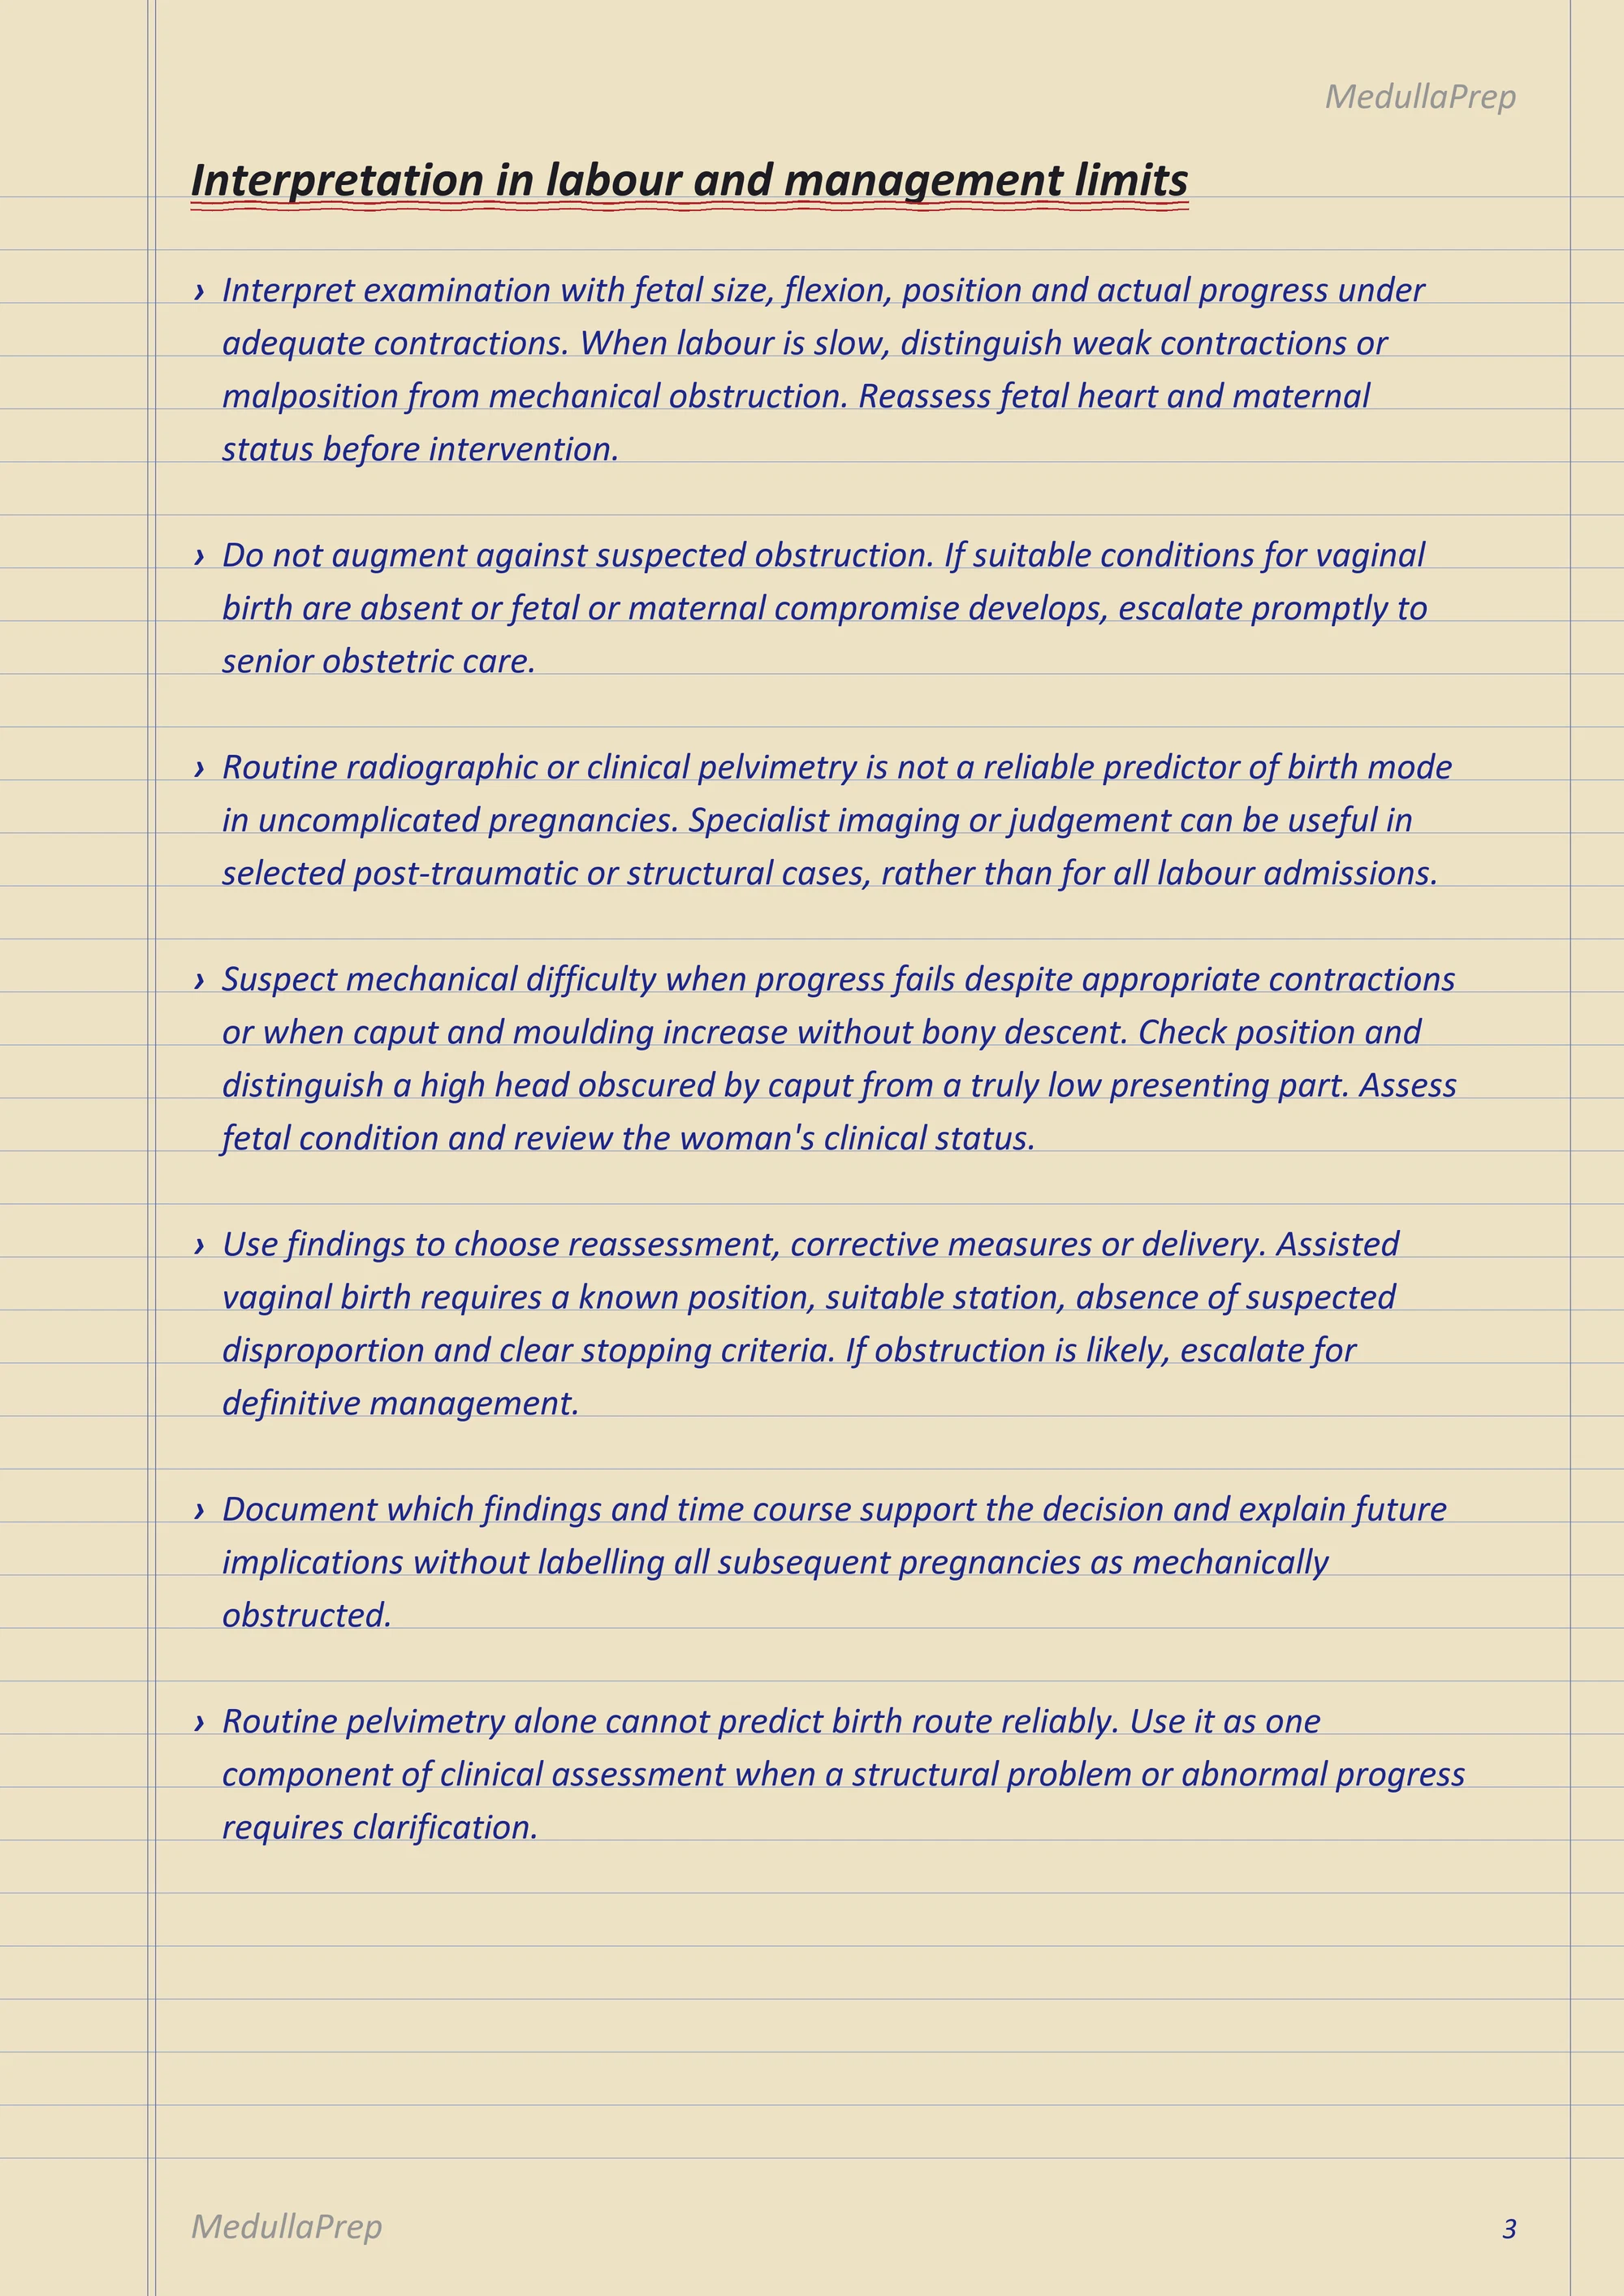 MedullaPrep
Interpretation in labour and management limits
› Interpret examination with fetal size, flexion, position and actual progress under
adequate contractions. When labour is slow, distinguish weak contractions or
malposition from mechanical obstruction. Reassess fetal heart and maternal
status before intervention.
› Do not augment against suspected obstruction. If suitable conditions for vaginal
birth are absent or fetal or maternal compromise develops, escalate promptly to
senior obstetric care.
› Routine radiographic or clinical pelvimetry is not a reliable predictor of birth mode
in uncomplicated pregnancies. Specialist imaging or judgement can be useful in
selected post-traumatic or structural cases, rather than for all labour admissions.
› Suspect mechanical difficulty when progress fails despite appropriate contractions
or when caput and moulding increase without bony descent. Check position and
distinguish a high head obscured by caput from a truly low presenting part. Assess
fetal condition and review the woman's clinical status.
› Use findings to choose reassessment, corrective measures or delivery. Assisted
vaginal birth requires a known position, suitable station, absence of suspected
disproportion and clear stopping criteria. If obstruction is likely, escalate for
definitive management.
› Document which findings and time course support the decision and explain future
implications without labelling all subsequent pregnancies as mechanically
obstructed.
› Routine pelvimetry alone cannot predict birth route reliably. Use it as one
component of clinical assessment when a structural problem or abnormal progress
requires clarification.
MedullaPrep
3